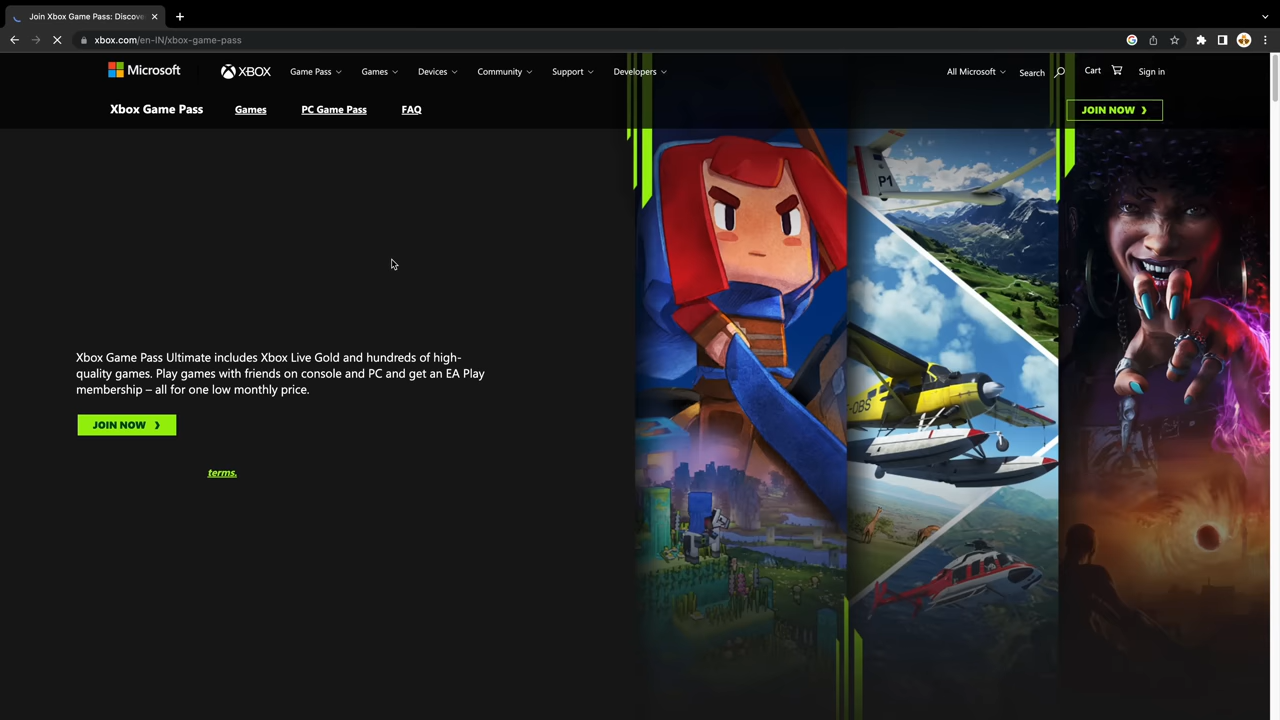 Join Xbox Game Pass: Discove
xbox.com/en-IN/xbox-game-pass
Microsoft
XBOX
Game Pass
Games
Devices
Community
Support
Developers
All Microsoft
Search
Cart
Sign in
Xbox Game Pass
Games
PC Game Pass
FAQ
JOIN NOW
P1
Xbox Game Pass Ultimate includes Xbox Live Gold and hundreds of high-
quality games. Play games with friends on console and PC and get an EA Play
membership – all for one low monthly price.
JOIN NOW
terms.